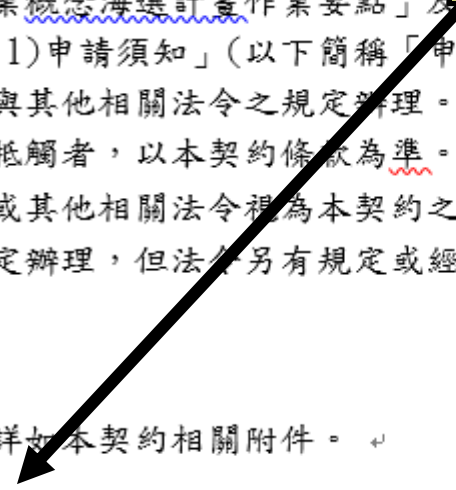 業概念海選計畫作業要點」及
1)申請須知」(以下簡稱「申
與其他相關法令之規定辦理。
牴觸者，以本契約條款為準。
或其他相關法令視為本契約之
定辦理，但法令另有規定或經
詳如本契約相關附件。